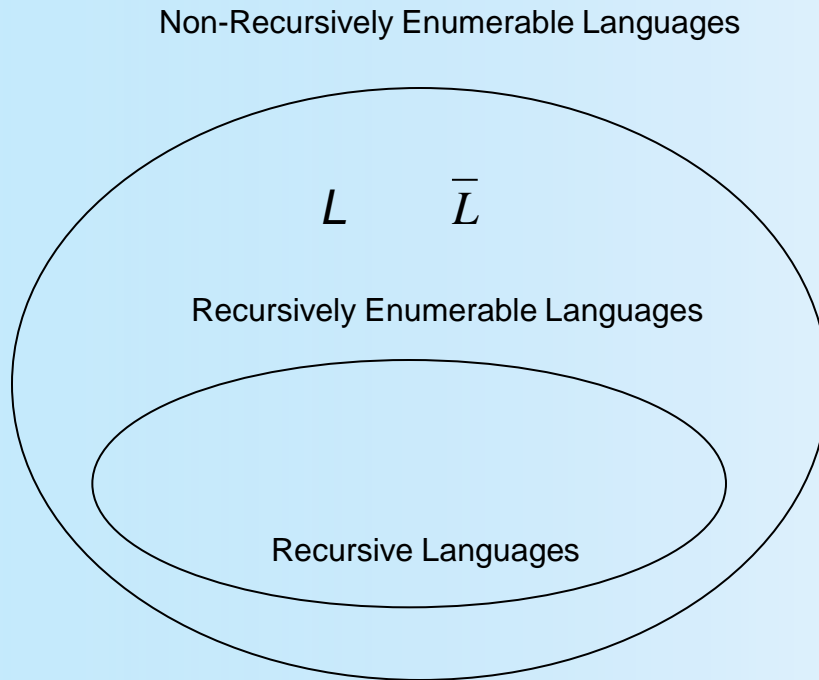 Non-Recursively Enumerable Languages
L L̅
Recursively Enumerable Languages
Recursive Languages